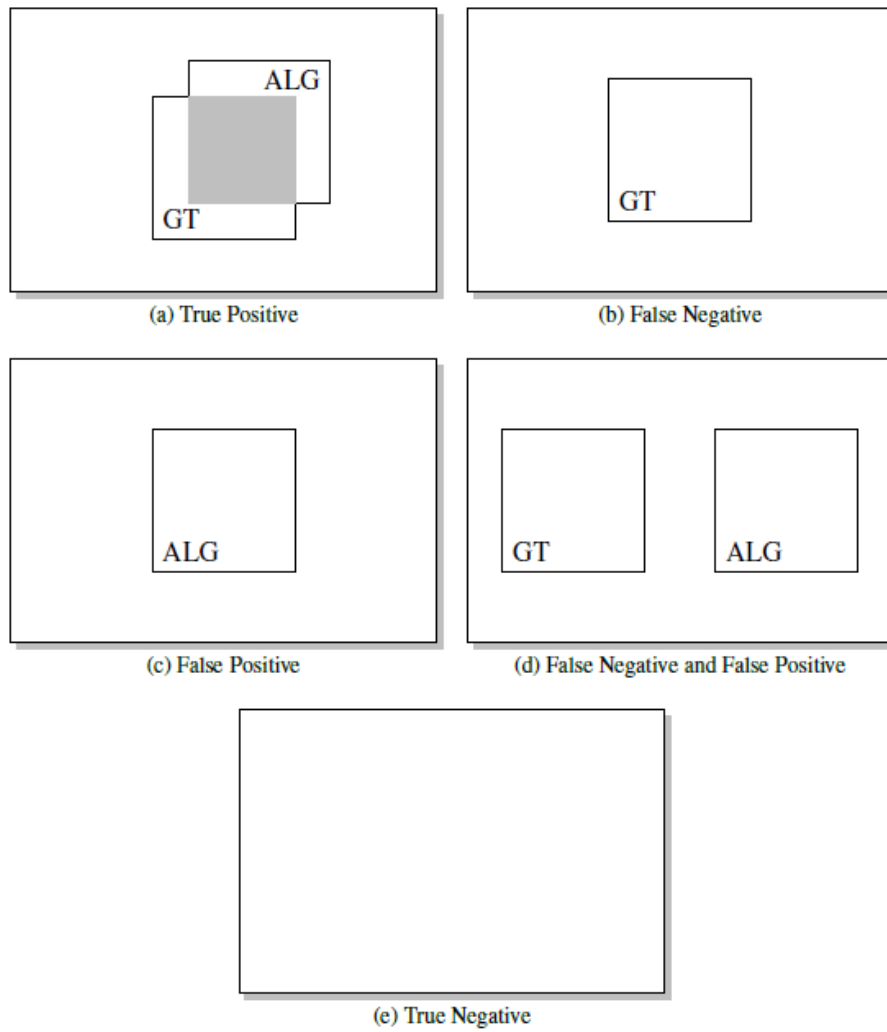 ALG
GT
(a) True Positive
GT
(b) False Negative
ALG
(c) False Positive
GT
ALG
(d) False Negative and False Positive
(e) True Negative